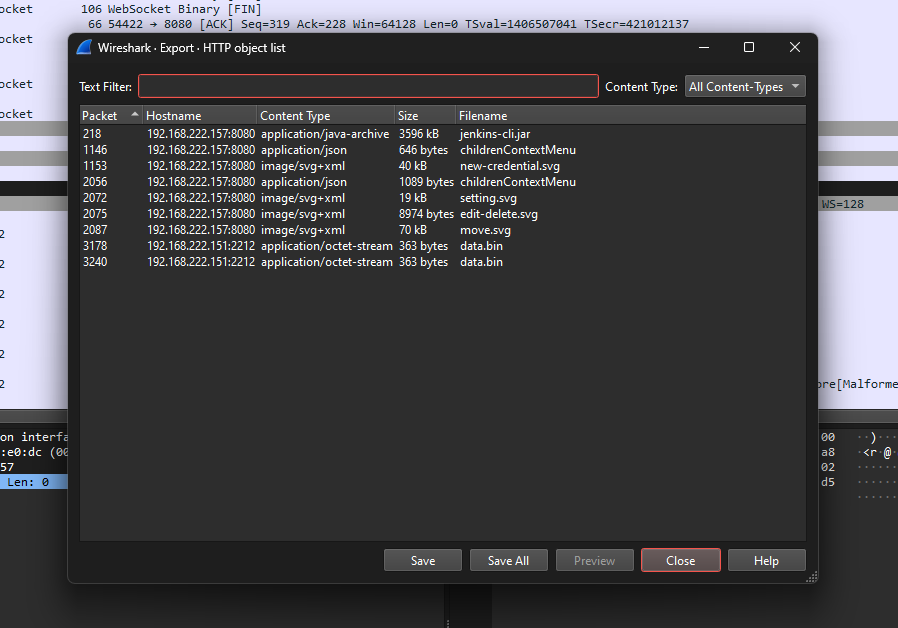 ocket 106 WebSocket Binary [FIN]
66 54422 → 8080 [ACK] Seq=319 Ack=228 Win=64128 Len=0 TSval=1406507041 TSecr=421012137
ocket
ocket
ocket
Wireshark · Export · HTTP object list
Text Filter: Content Type: All Content-Types
Packet Hostname Content Type Size Filename
218 192.168.222.157:8080 application/java-archive 3596 kB jenkins-cli.jar
1146 192.168.222.157:8080 application/json 646 bytes childrenContextMenu
1153 192.168.222.157:8080 image/svg+xml 40 kB new-credential.svg
2056 192.168.222.157:8080 application/json 1089 bytes childrenContextMenu
2072 192.168.222.157:8080 image/svg+xml 19 kB setting.svg
2075 192.168.222.157:8080 image/svg+xml 8974 bytes edit-delete.svg
2087 192.168.222.157:8080 image/svg+xml 70 kB move.svg
3178 192.168.222.151:2212 application/octet-stream 363 bytes data.bin
3240 192.168.222.151:2212 application/octet-stream 363 bytes data.bin
WS=128
2
2
2
2
2
2 ore[Malforme
on interfa 00 ··)···
:e0:dc (00 a8 ·<r·@·
57 02 ······
Len: 0 d5 ······
Save Save All Preview Close Help